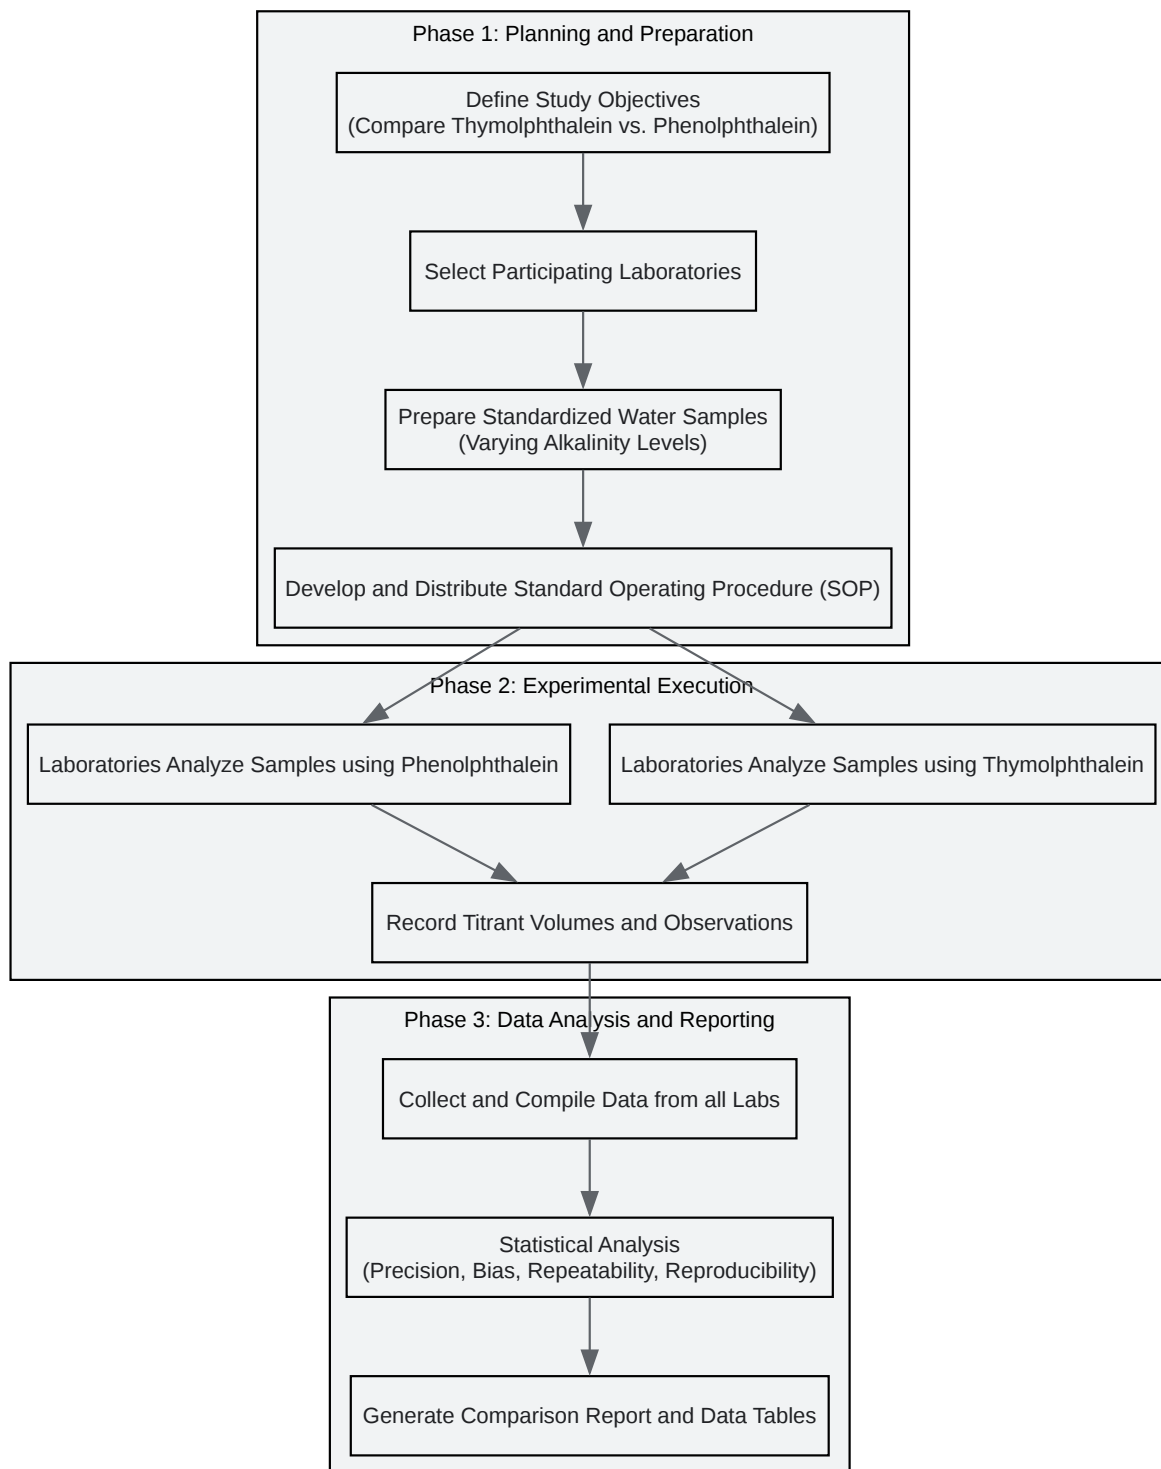 Phase 1: Planning and Preparation
Define Study Objectives
(Compare Thymolphthalein vs. Phenolphthalein)
Select Participating Laboratories
Prepare Standardized Water Samples
(Varying Alkalinity Levels)
Develop and Distribute Standard Operating Procedure (SOP)
Phase 2: Experimental Execution
Laboratories Analyze Samples using Phenolphthalein
Laboratories Analyze Samples using Thymolphthalein
Record Titrant Volumes and Observations
Phase 3: Data Analysis and Reporting
Collect and Compile Data from all Labs
Statistical Analysis
(Precision, Bias, Repeatability, Reproducibility)
Generate Comparison Report and Data Tables